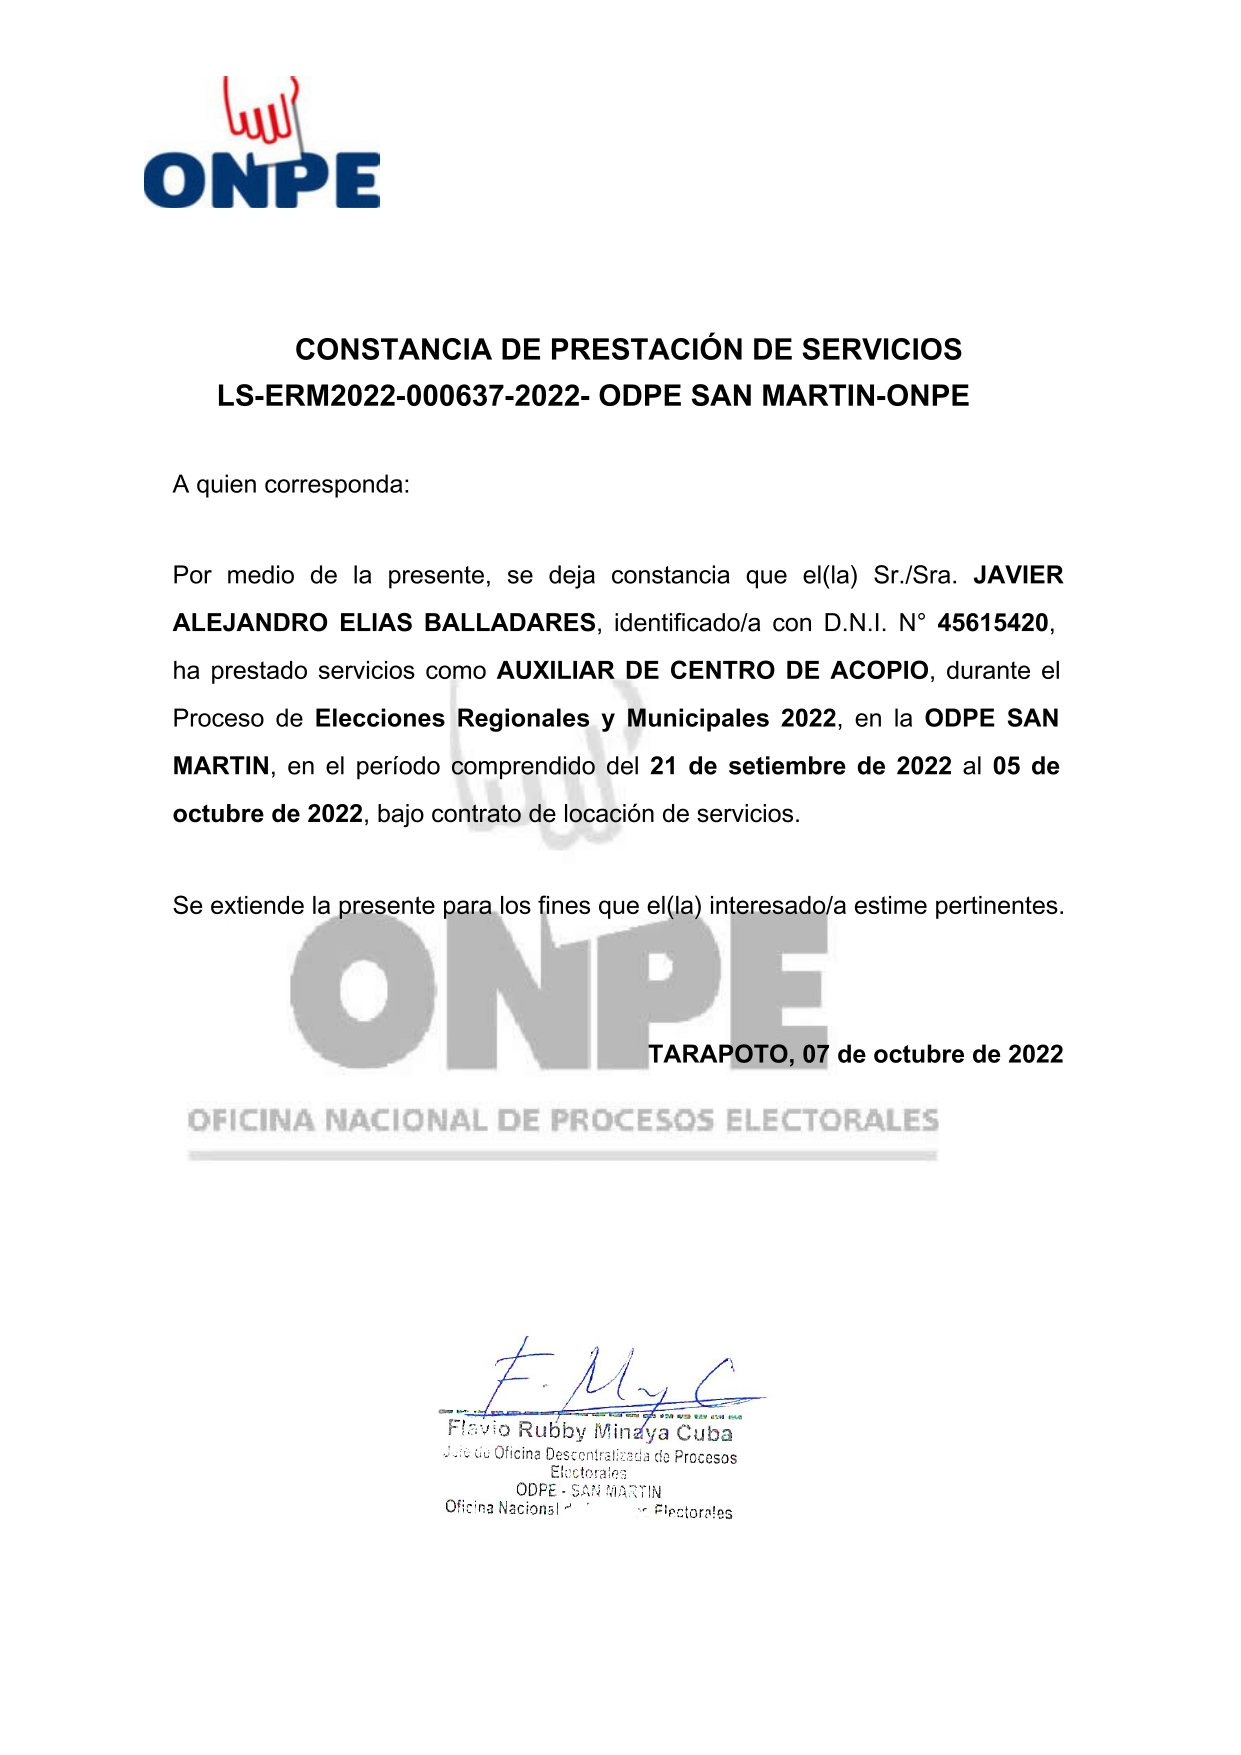 ONPE
CONSTANCIA DE PRESTACIÓN DE SERVICIOS
LS-ERM2022-000637-2022- ODPE SAN MARTIN-ONPE
A quien corresponda:
Por medio de la presente, se deja constancia que el(la) Sr./Sra. JAVIER
ALEJANDRO ELIAS BALLADARES, identificado/a con D.N.I. N° 45615420,
ha prestado servicios como AUXILIAR DE CENTRO DE ACOPIO, durante el
Proceso de Elecciones Regionales y Municipales 2022, en la ODPE SAN
MARTIN, en el período comprendido del 21 de setiembre de 2022 al 05 de
octubre de 2022, bajo contrato de locación de servicios.
Se extiende la presente para los fines que el(la) interesado/a estime pertinentes.
ONPE
TARAPOTO, 07 de octubre de 2022
OFICINA NACIONAL DE PROCESOS ELECTORALES
F. M y C
Flavio Rubby Minaya Cuba
Oficina Descentralizada de Procesos
Electorales
ODPE - SAN MARTIN
Oficina Nacional Electorales